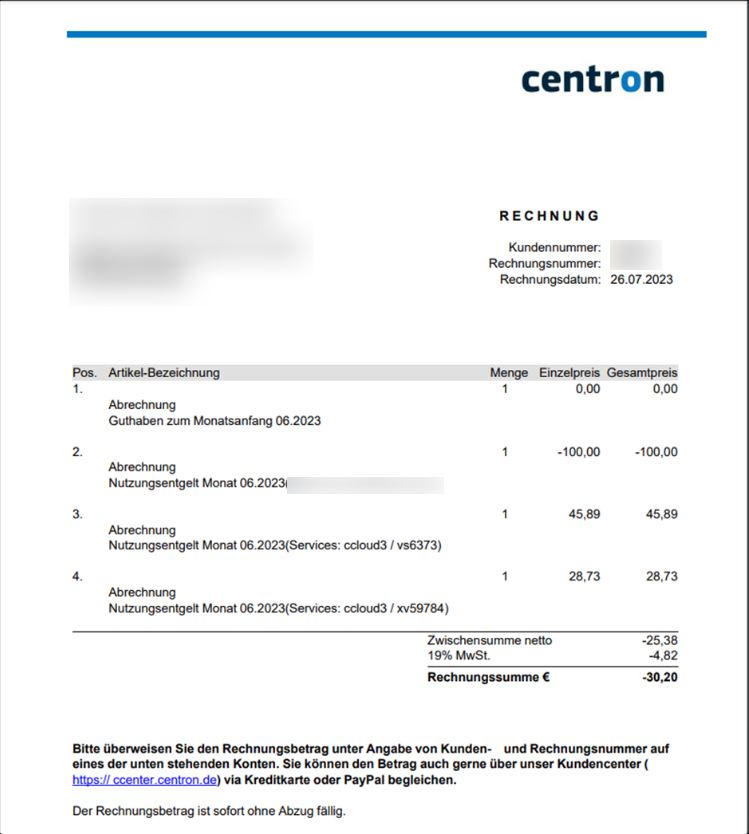 centron
RECHNUNG
Kundennummer:
Rechnungsnummer:
Rechnungsdatum: 26.07.2023
Pos. Artikel-Bezeichnung Menge Einzelpreis Gesamtpreis
1. 1 0,00 0,00
Abrechnung
Guthaben zum Monatsanfang 06.2023
2. 1 -100,00 -100,00
Abrechnung
Nutzungsentgelt Monat 06.2023(
3. 1 45,89 45,89
Abrechnung
Nutzungsentgelt Monat 06.2023(Services: ccloud3 / vs6373)
4. 1 28,73 28,73
Abrechnung
Nutzungsentgelt Monat 06.2023(Services: ccloud3 / xv59784)
Zwischensumme netto -25,38
19% MwSt. -4,82
Rechnungssumme € -30,20
Bitte überweisen Sie den Rechnungsbetrag unter Angabe von Kunden- und Rechnungsnummer auf
eines der unten stehenden Konten. Sie können den Betrag auch gerne über unser Kundencenter (
https:// ccenter.centron.de) via Kreditkarte oder PayPal begleichen.
Der Rechnungsbetrag ist sofort ohne Abzug fällig.